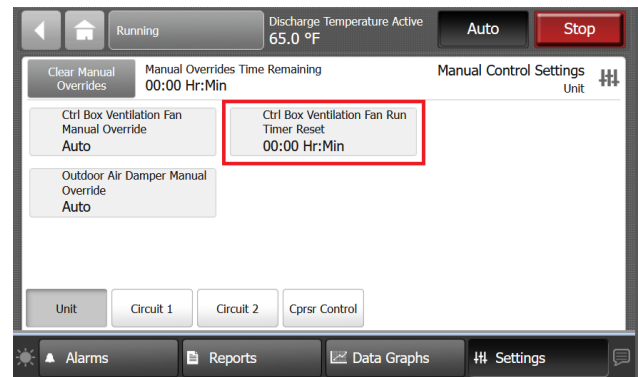 Running
Discharge Temperature Active
65.0 °F
Auto
Stop
Clear Manual
Overrides
Manual Overrides Time Remaining
00:00 Hr:Min
Manual Control Settings
Unit
Ctrl Box Ventilation Fan
Manual Override
Auto
Ctrl Box Ventilation Fan Run
Timer Reset
00:00 Hr:Min
Outdoor Air Damper Manual
Override
Auto
Unit
Circuit 1
Circuit 2
Cprsr Control
Alarms
Reports
Data Graphs
Settings